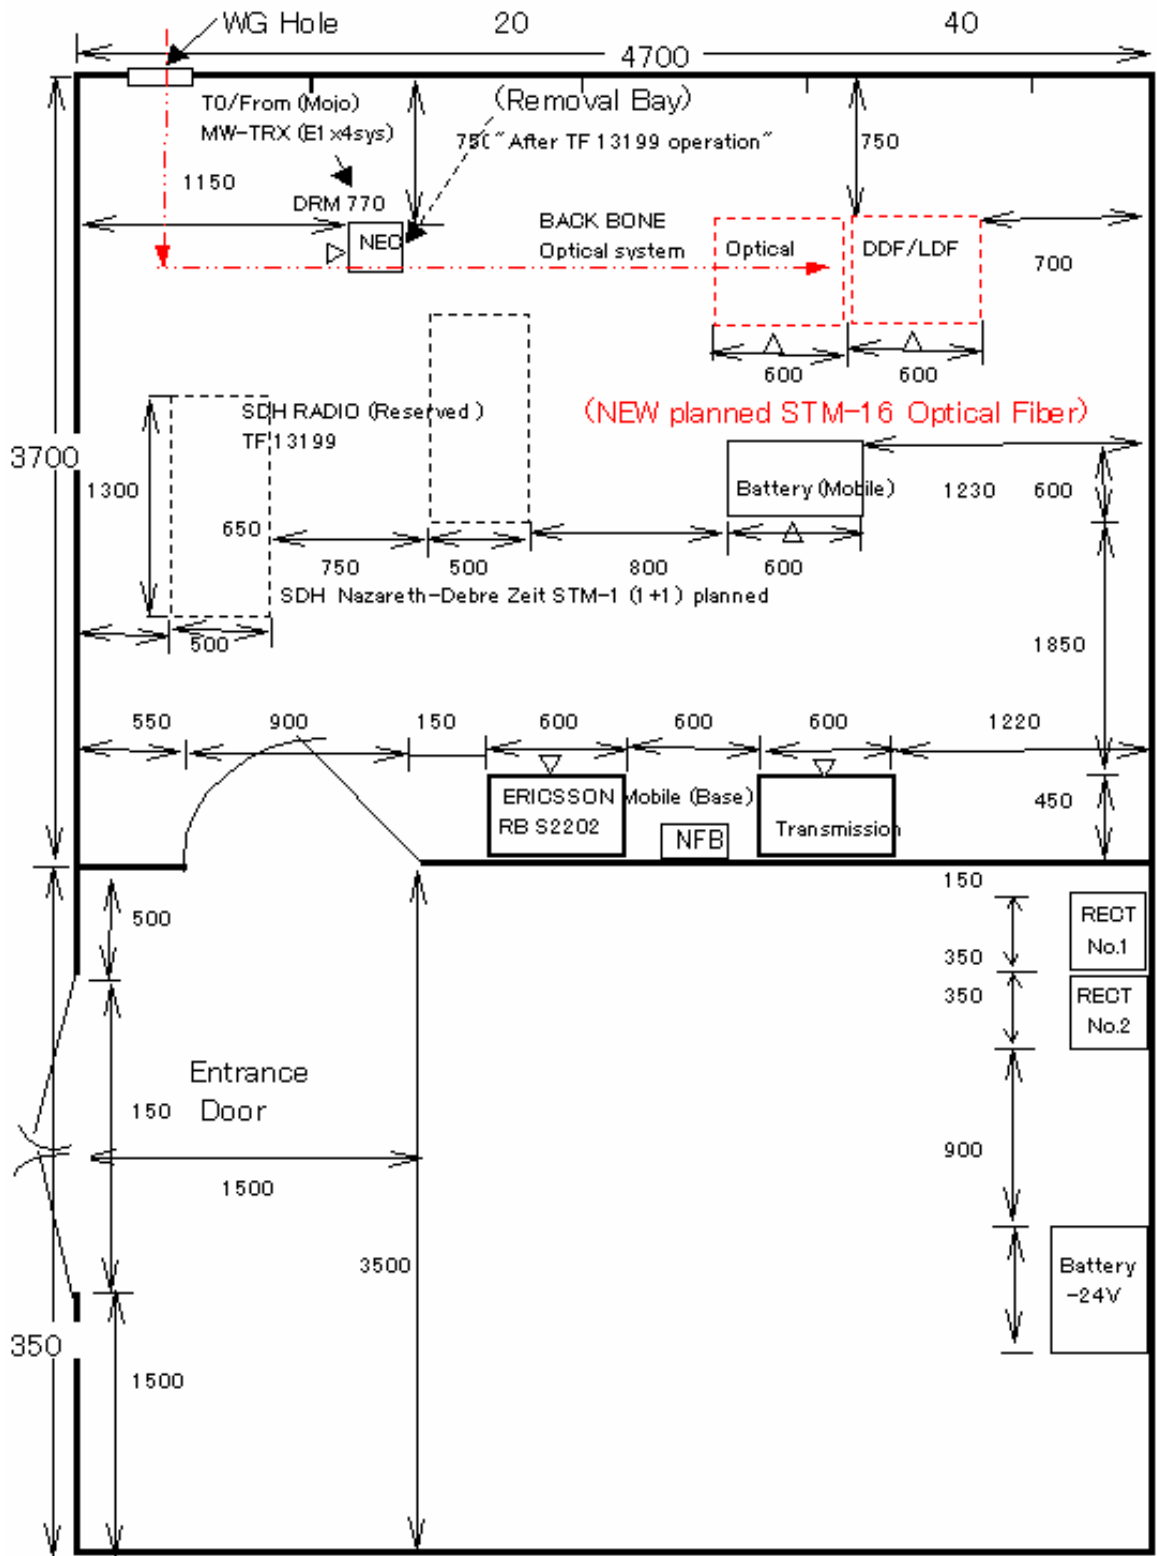 WG Hole
20
40
4700
TO/From (Mojo)
MW-TRX (E1x4sys)
(Removal Bay)
750 "After TF 13199 operation"
750
1150
DRM 770
NEC
BACK BONE
Optical system
Optical
DDF/LDF
700
600
600
(NEW planned STM-16 Optical Fiber)
SDH RADIO (Reserved)
TF 13199
3700
1300
650
Battery (Mobile)
1230
600
750
500
800
600
SDH Nazareth-Debre Zeit STM-1 (1+1) planned
500
1850
550
900
150
600
600
600
1220
ERICSSON
RB S2202
Mobile (Base)
NFB
Transmission
450
150
500
RECT
No.1
350
350
RECT
No.2
Entrance
Door
150
900
1500
3500
Battery
-24V
350
1500